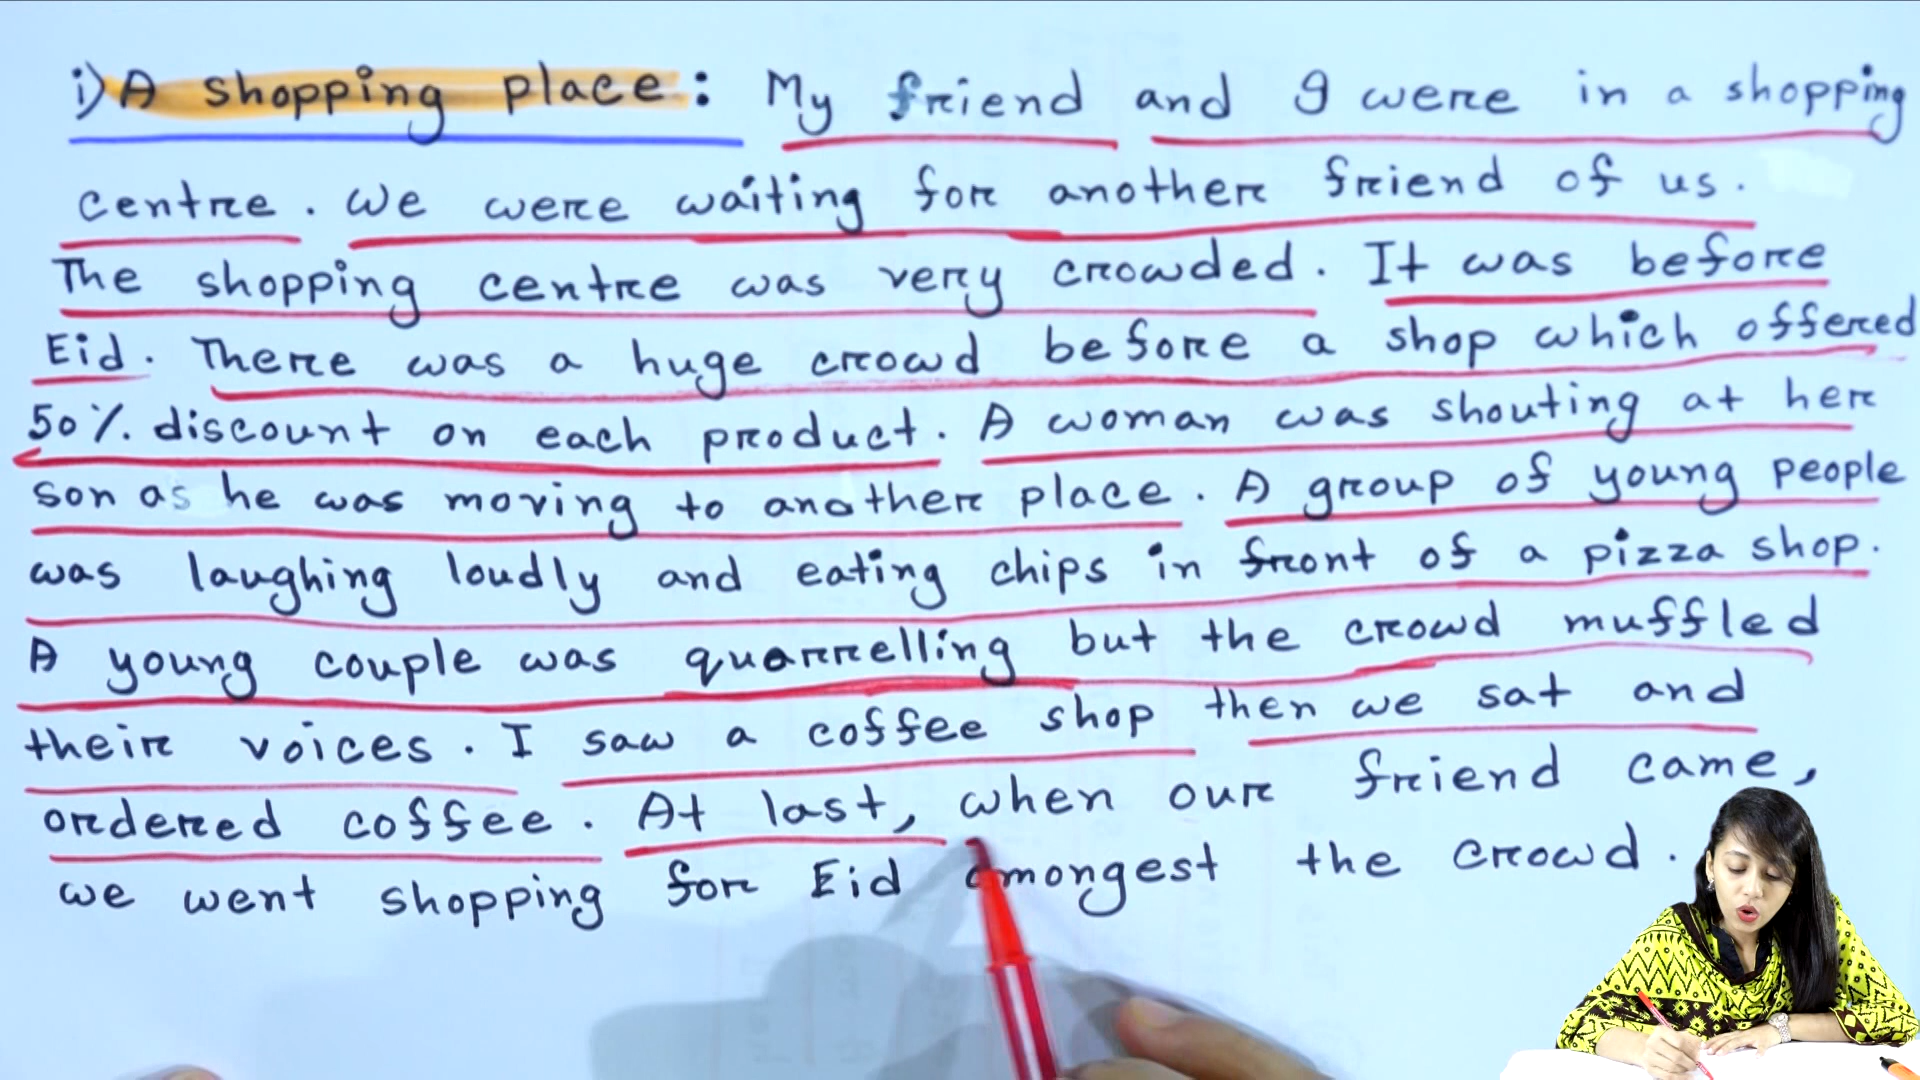 i) A shopping place: My friend and I were in a shopping
centre. We were waiting for another friend of us.
The shopping centre was very crowded. It was before
Eid. There was a huge crowd before a shop which offered
50% discount on each product. A woman was shouting at her
son as he was moving to another place. A group of young people
was laughing loudly and eating chips in front of a pizza shop.
A young couple was quarrelling but the crowd muffled
their voices. I saw a coffee shop then we sat and
ordered coffee. At last, when our friend came,
we went shopping for Eid amongest the crowd.